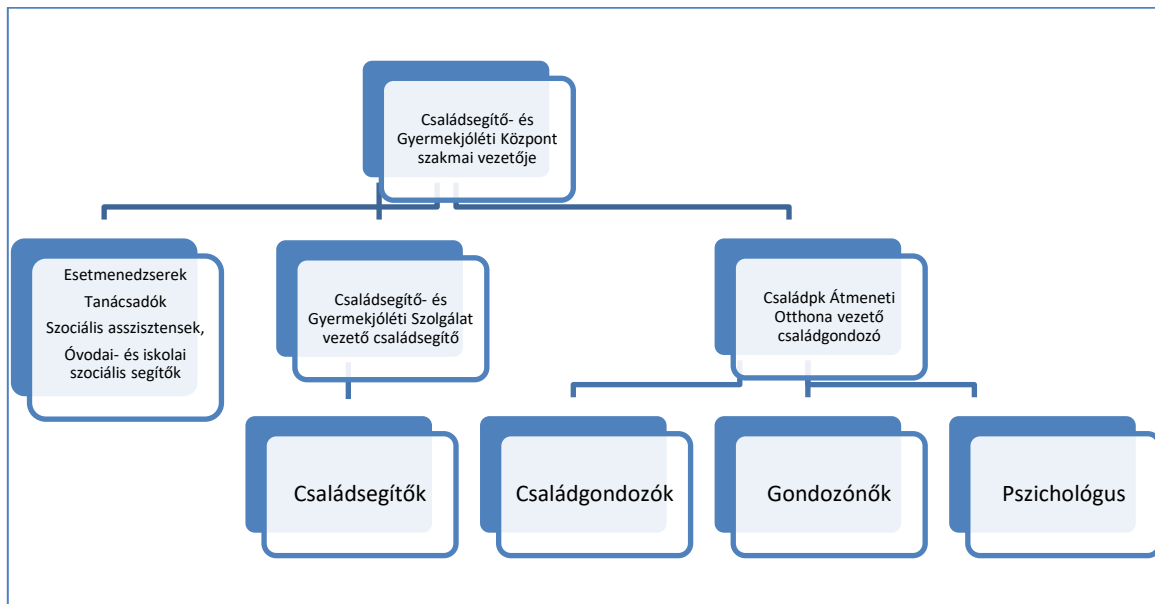 Családsegítő- és
Gyermekjóléti Központ
szakmai vezetője
Esetmenedzserek
Tanácsadók
Szociális asszisztensek,
Óvodai- és iskolai
szociális segítők
Családsegítő- és
Gyermekjóléti Szolgálat
vezető családsegítő
Családpk Átmeneti
Otthona vezető
családgondozó
Családsegítők
Családgondozók
Gondozónők
Pszichológus